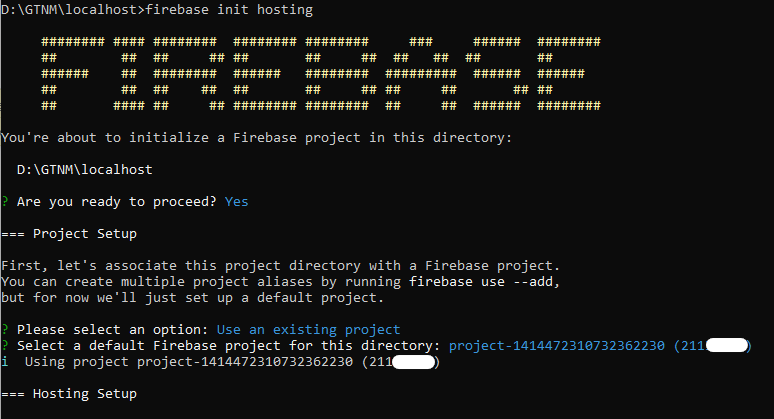 D:\GTNM\localhost>firebase init hosting
######## #### ######## ######## ######## ### ###### ########
## ## ## ## ## ## ## ## ## ## ##
###### ## ######## ###### ######## ######### ###### ######
## ## ## ## ## ## ## ## ## ## ##
## #### ## ## ######## ######## ## ## ###### ########
You're about to initialize a Firebase project in this directory:
D:\GTNM\localhost
? Are you ready to proceed? Yes
=== Project Setup
First, let's associate this project directory with a Firebase project.
You can create multiple project aliases by running firebase use --add,
but for now we'll just set up a default project.
? Please select an option: Use an existing project
? Select a default Firebase project for this directory: project-1414472310732362230 (211 )
i Using project project-1414472310732362230 (211 )
=== Hosting Setup